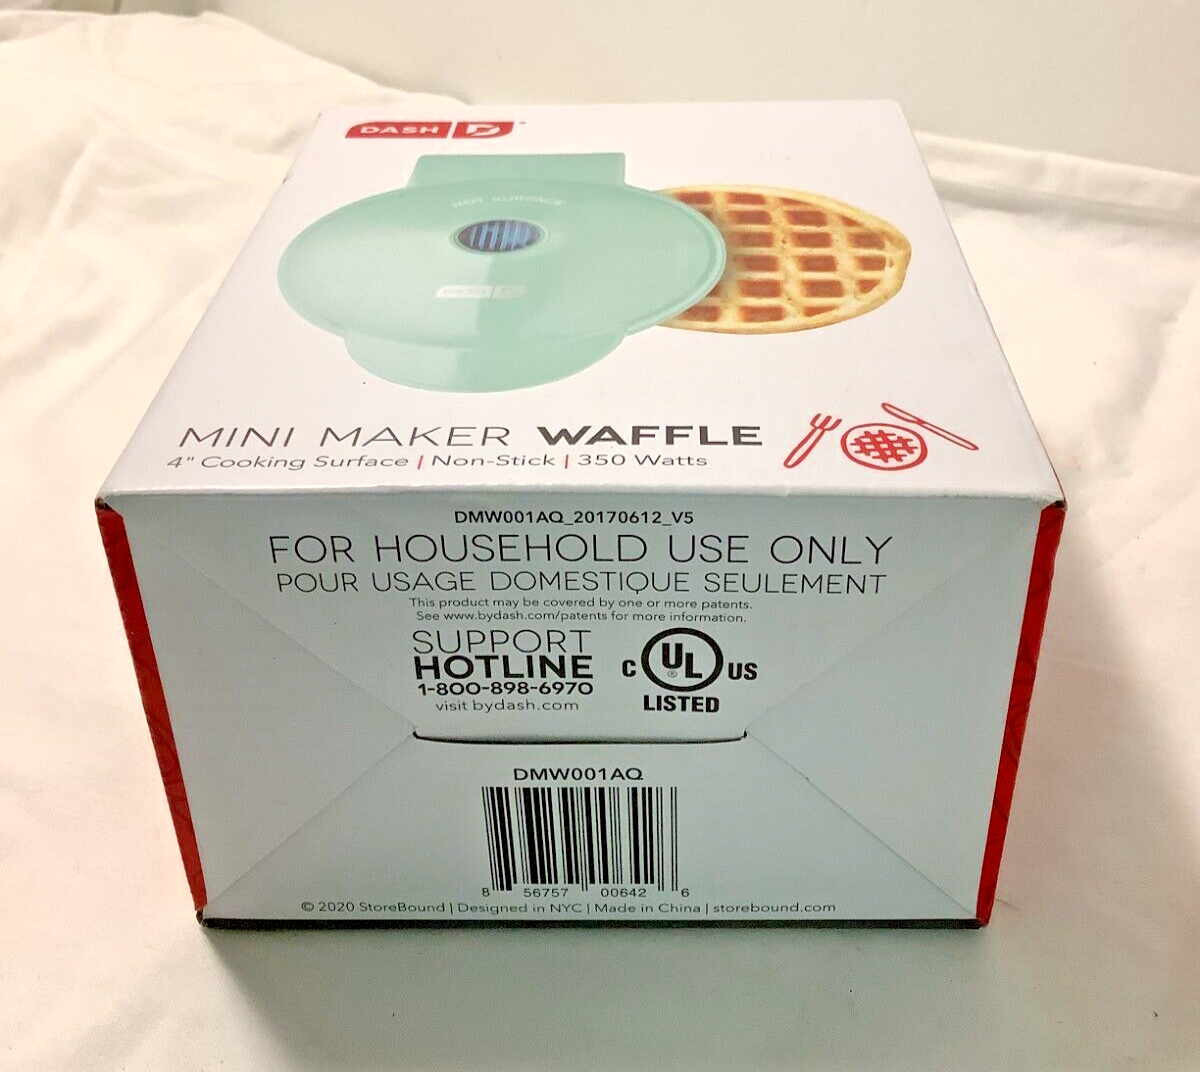 DASH
HOT SURFACE
DASH
MINI MAKER WAFFLE
4" Cooking Surface | Non-Stick | 350 Watts
DMW001AQ_20170612_V5
FOR HOUSEHOLD USE ONLY
POUR USAGE DOMESTIQUE SEULEMENT
This product may be covered by one or more patents.
See www.bydash.com/patents for more information.
SUPPORT
HOTLINE
1-800-898-6970
visit bydash.com
C UL® US
LISTED
DMW001AQ
8 56757 00642 6
© 2020 StoreBound | Designed in NYC | Made in China | storebound.com